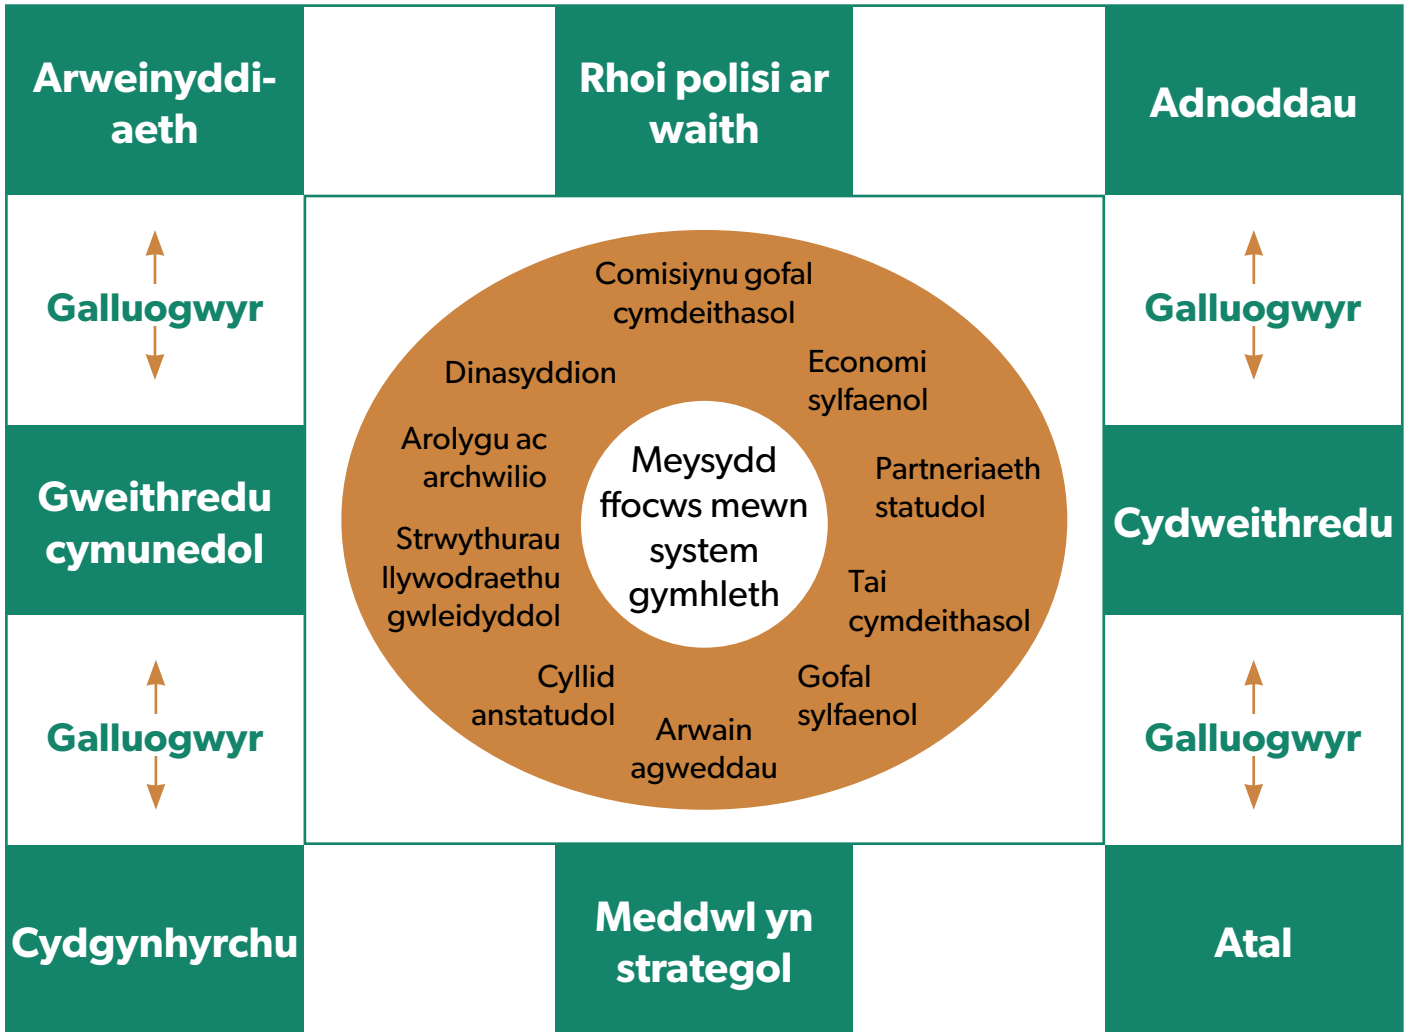 Arweinyddi-
aeth
Rhoi polisi ar
waith
Adnoddau
Galluogwyr
Galluogwyr
Comisiynu gofal
cymdeithasol
Dinasyddion
Economi
sylfaenol
Arolygu ac
archwilio
Partneriaeth
statudol
Meysydd
ffocws mewn
system
gymhleth
Gweithredu
cymunedol
Cydweithredu
Strwythurau
llywodraethu
gwleidyddol
Tai
cymdeithasol
Cyllid
anstatudol
Gofal
sylfaenol
Arwain
agweddau
Galluogwyr
Galluogwyr
Cydgynhyrchu
Meddwl yn
strategol
Atal